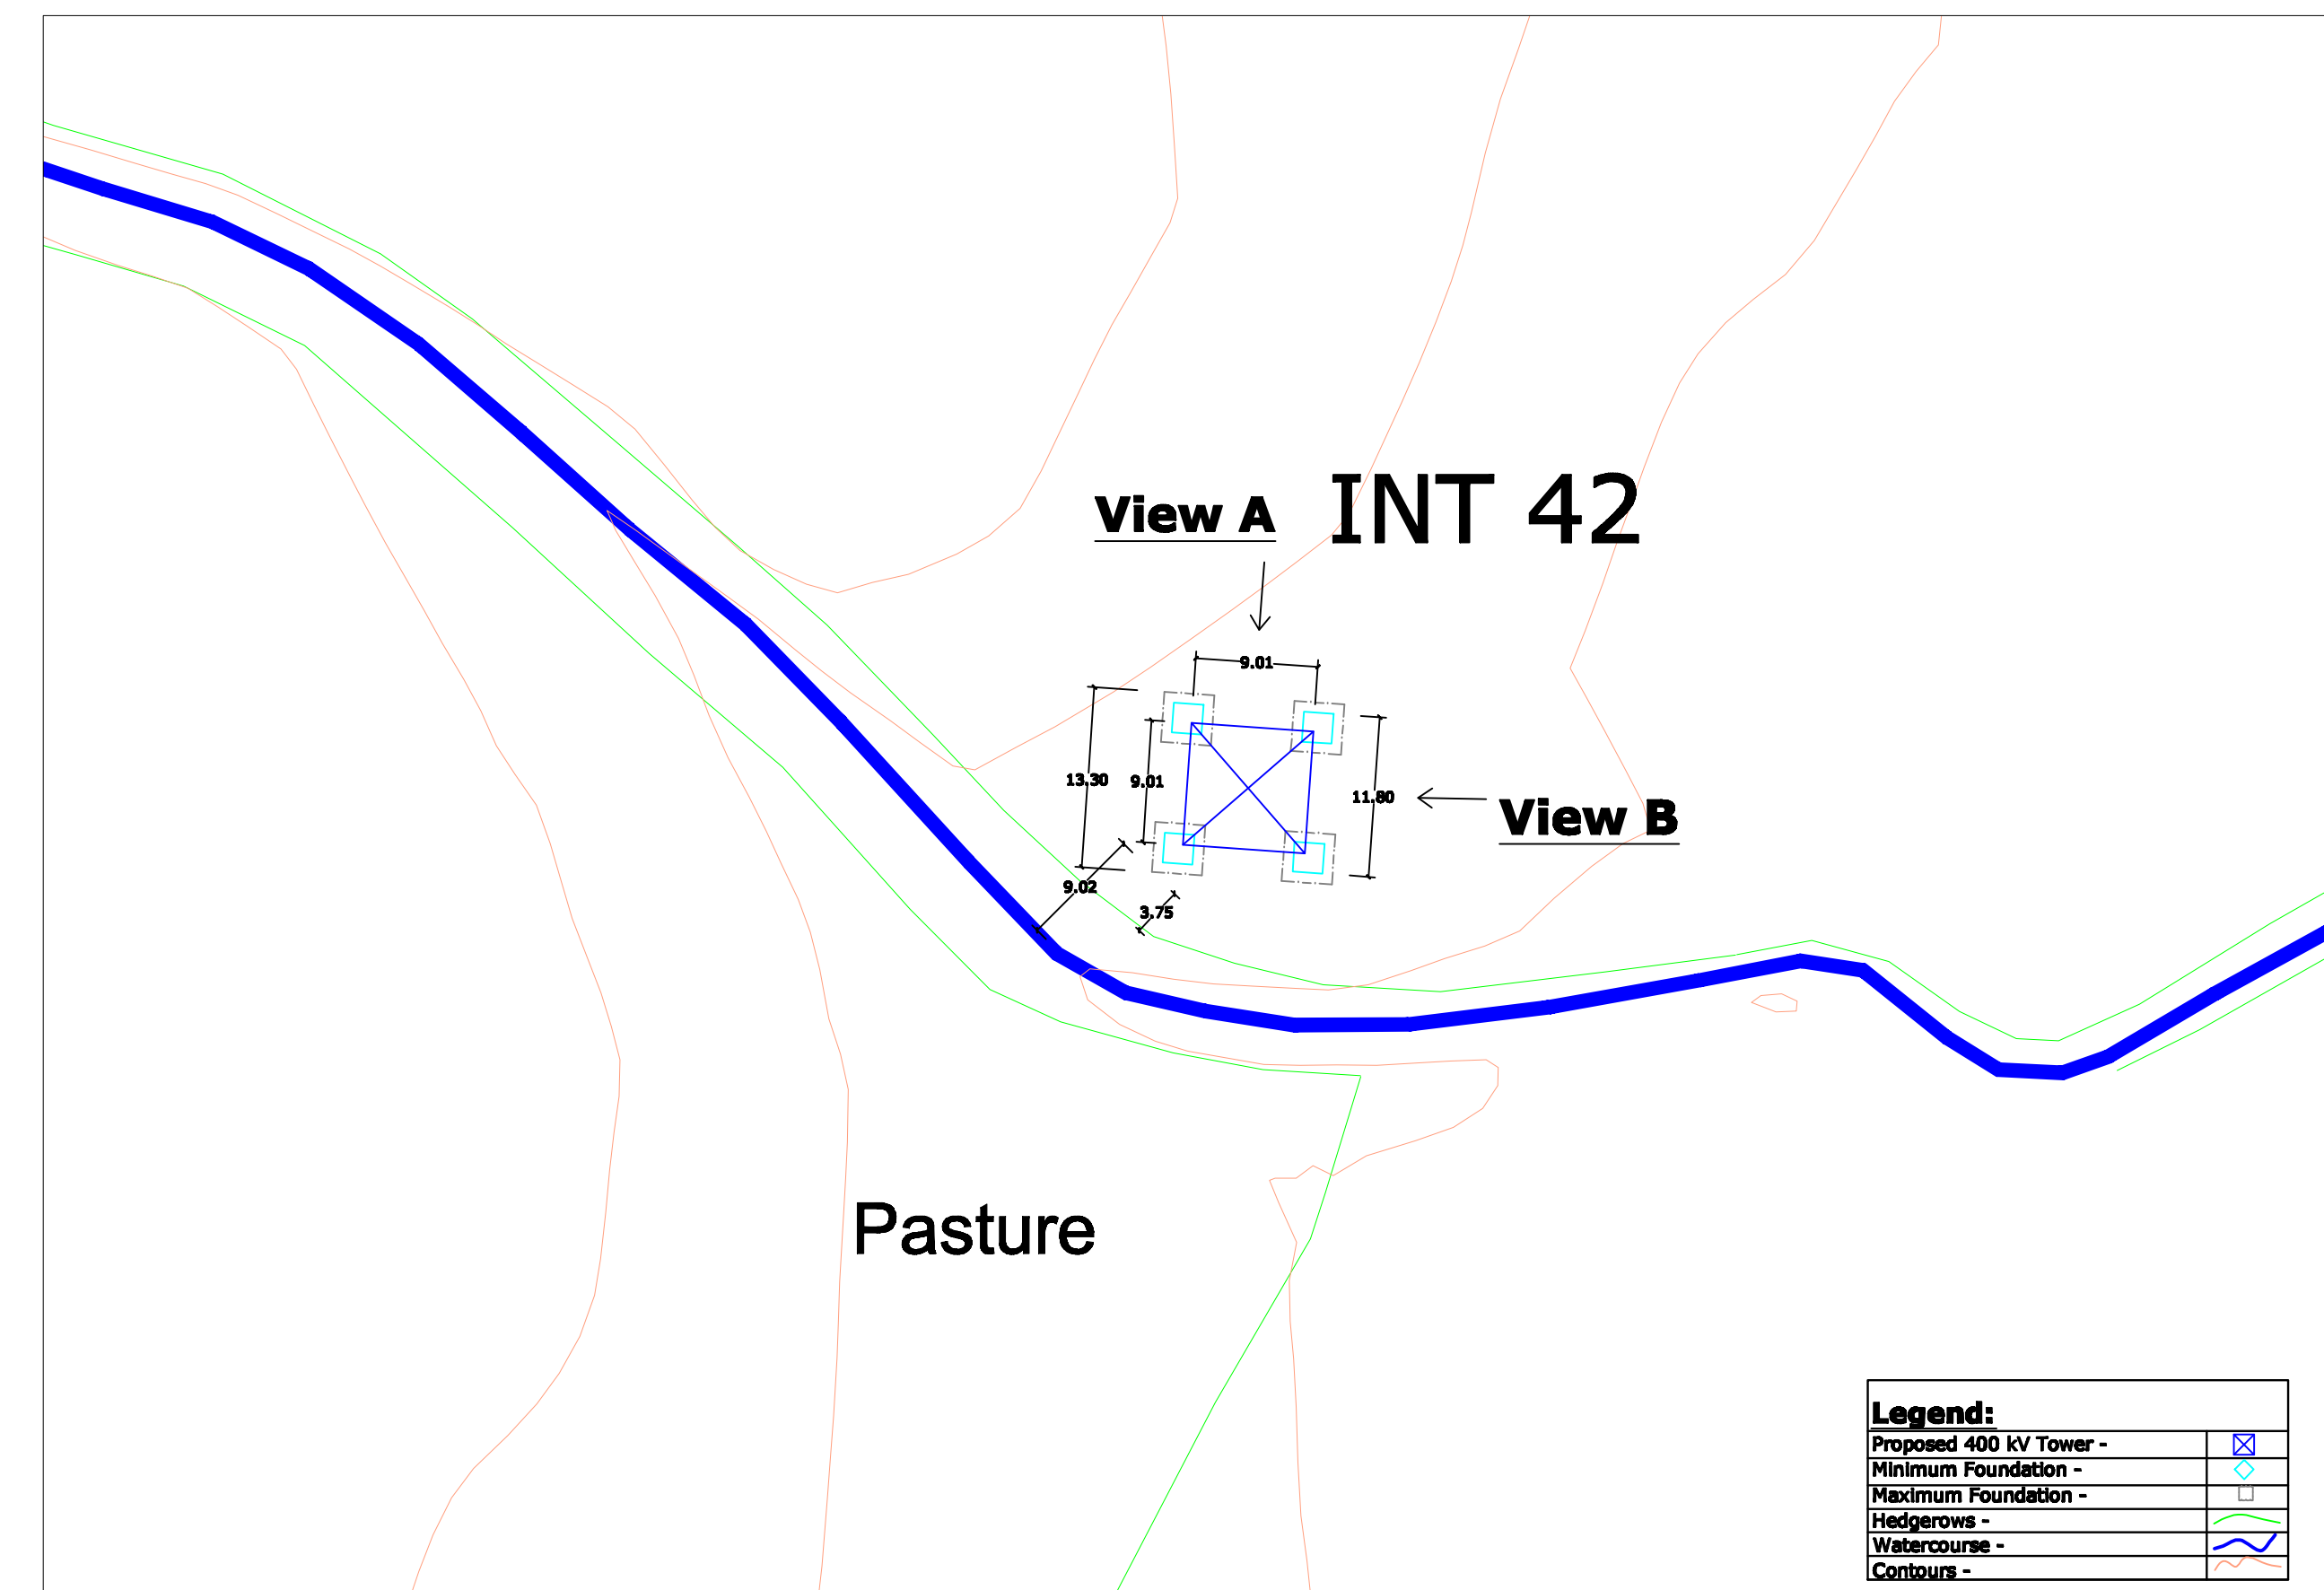 View A
INT 42
9.01
13.30
9.01
11.80
View B
9.02
3.75
Pasture
Legend:
Proposed 400 kV Tower -
Minimum Foundation -
Maximum Foundation -
Hedgerows -
Watercourse -
Contours -